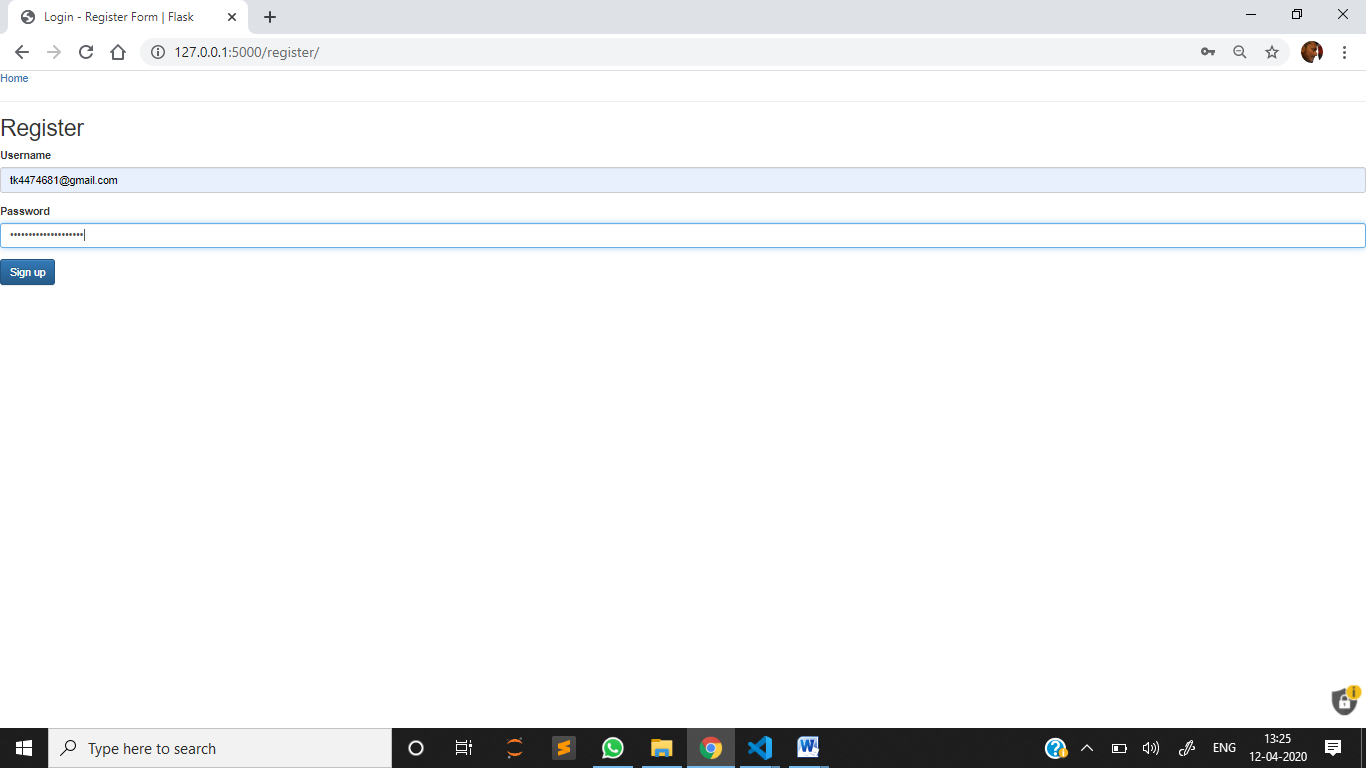 Login - Register Form | Flask
127.0.0.1:5000/register/
Home
Register
Username
tk4474681@gmail.com
Password
Sign up
Type here to search
ENG
13:25
12-04-2020